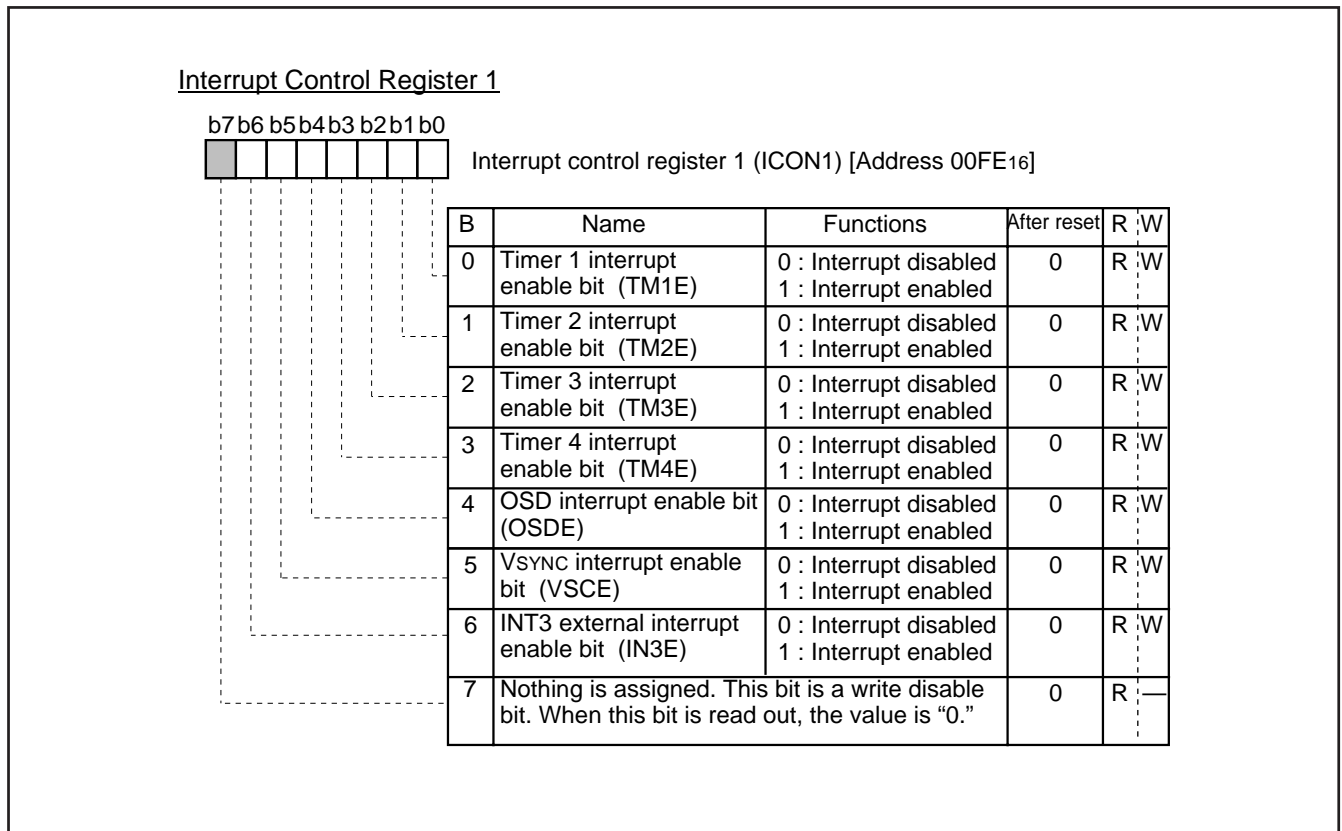 Interrupt Control Register 1
b7 b6 b5 b4 b3 b2 b1 b0
Interrupt control register 1 (ICON1) [Address 00FE16]
B Name Functions After reset R W
0 Timer 1 interrupt enable bit (TM1E) 0 : Interrupt disabled 1 : Interrupt enabled 0 R W
1 Timer 2 interrupt enable bit (TM2E) 0 : Interrupt disabled 1 : Interrupt enabled 0 R W
2 Timer 3 interrupt enable bit (TM3E) 0 : Interrupt disabled 1 : Interrupt enabled 0 R W
3 Timer 4 interrupt enable bit (TM4E) 0 : Interrupt disabled 1 : Interrupt enabled 0 R W
4 OSD interrupt enable bit (OSDE) 0 : Interrupt disabled 1 : Interrupt enabled 0 R W
5 VSYNC interrupt enable bit (VSCE) 0 : Interrupt disabled 1 : Interrupt enabled 0 R W
6 INT3 external interrupt enable bit (IN3E) 0 : Interrupt disabled 1 : Interrupt enabled 0 R W
7 Nothing is assigned. This bit is a write disable bit. When this bit is read out, the value is “0.” 0 R —